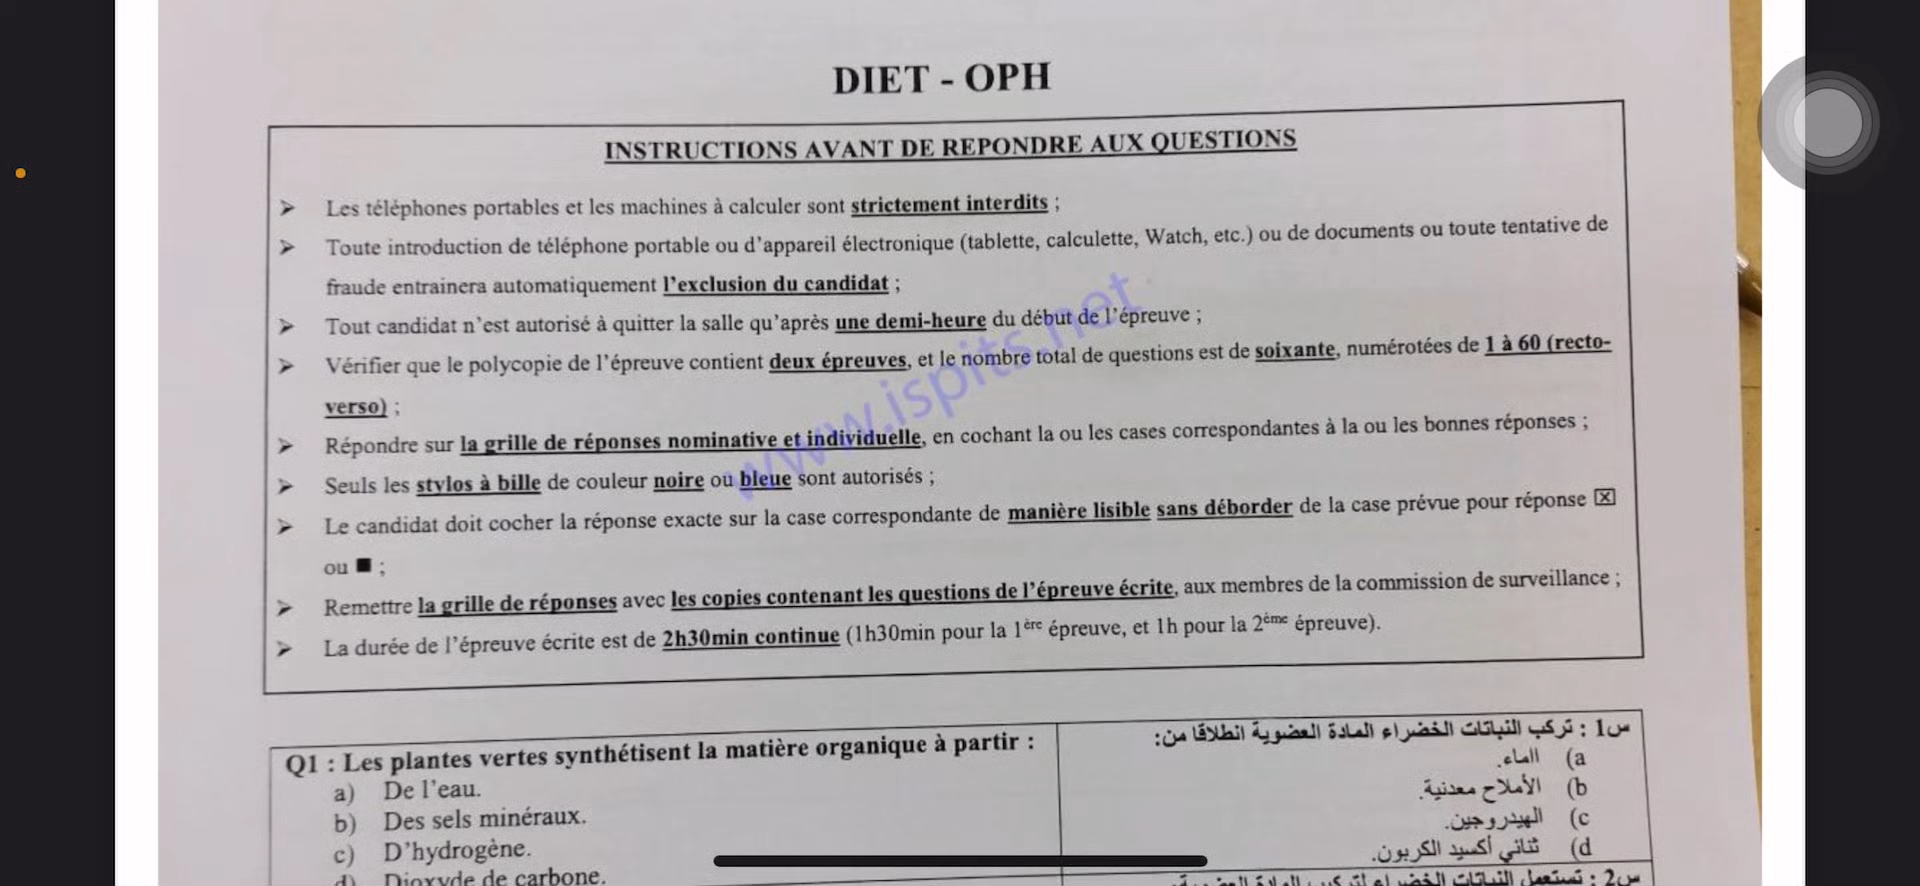 DIET - OPH
INSTRUCTIONS AVANT DE REPONDRE AUX QUESTIONS
➢ Les téléphones portables et les machines à calculer sont strictement interdits ;
➢ Toute introduction de téléphone portable ou d'appareil électronique (tablette, calculette, Watch, etc.) ou de documents ou toute tentative de
fraude entrainera automatiquement l'exclusion du candidat ;
➢ Tout candidat n'est autorisé à quitter la salle qu'après une demi-heure du début de l'épreuve ;
➢ Vérifier que le polycopie de l'épreuve contient deux épreuves, et le nombre total de questions est de soixante, numérotées de 1 à 60 (recto-
verso) ;
➢ Répondre sur la grille de réponses nominative et individuelle, en cochant la ou les cases correspondantes à la ou les bonnes réponses ;
➢ Seuls les stylos à bille de couleur noire ou bleue sont autorisés ;
➢ Le candidat doit cocher la réponse exacte sur la case correspondante de manière lisible sans déborder de la case prévue pour réponse ☒
ou ■ ;
➢ Remettre la grille de réponses avec les copies contenant les questions de l'épreuve écrite, aux membres de la commission de surveillance ;
➢ La durée de l'épreuve écrite est de 2h30min continue (1h30min pour la 1ère épreuve, et 1h pour la 2ème épreuve).
www.ispits.net
Q1 : Les plantes vertes synthétisent la matière organique à partir :
a) De l'eau.
b) Des sels minéraux.
c) D'hydrogène.
d) Dioxyde de carbone.
س1 : تركب النباتات الخضراء المادة العضوية انطلاقا من:
a) الماء.
b) الأملاح معدنية.
c) الهيدروجين.
d) ثنائي أكسيد الكربون.
س2 : تستعمل النباتات الخضراء لتركيب المادة العضوية